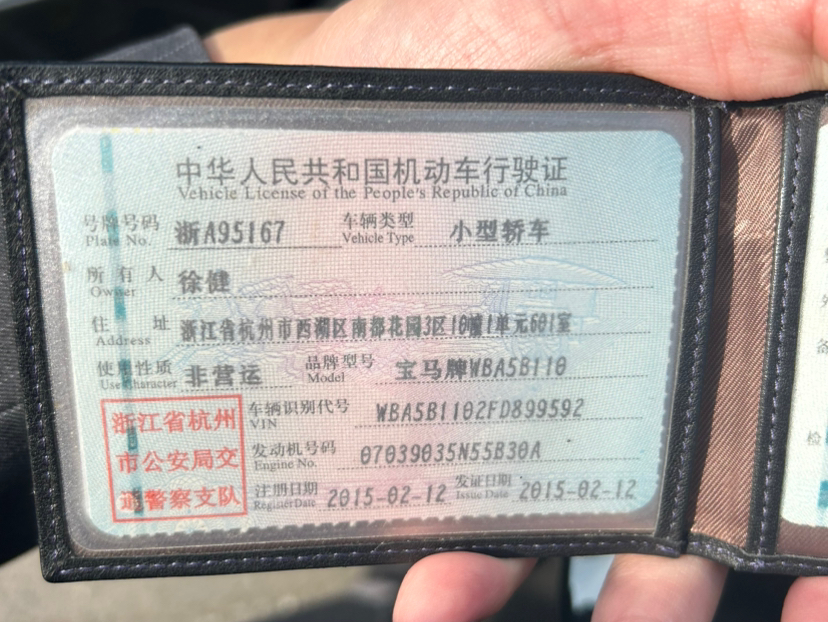 中华人民共和国机动车行驶证
Vehicle License of the People's Republic of China
号牌号码 浙A95167 车辆类型 小型轿车
Plate No. Vehicle Type
所有人 徐健
Owner
住址 浙江省杭州市西湖区南都花园3区10幢1单元601室
Address
使用性质 非营运 品牌型号 宝马牌WBA5B110
Use Character Model
浙江省杭州 车辆识别代号 WBA5B1102FD899592
VIN
市公安局交 发动机号码 07039035N55B30A
Engine No.
通警察支队 注册日期 2015-02-12 发证日期 2015-02-12
Register Date Issue Date
备
检